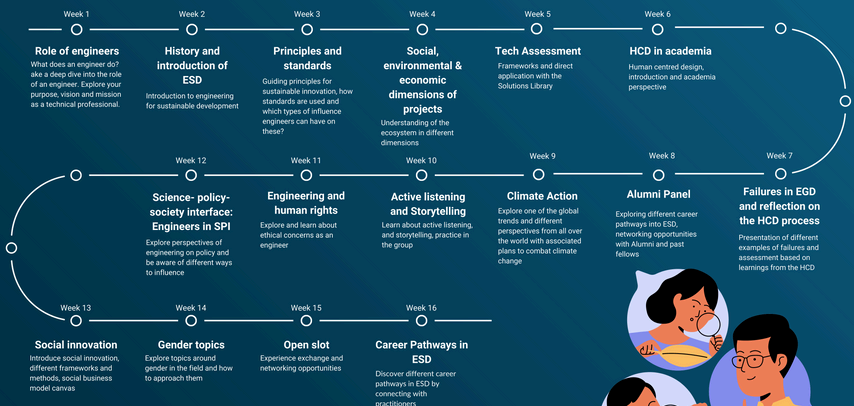 Week 1
Role of engineers
What does an engineer do?
ake a deep dive into the role
of an engineer. Explore your
purpose, vision and mission
as a technical professional.
Week 2
History and
introduction of
ESD
Introduction to engineering
for sustainable development
Week 3
Principles and
standards
Guiding principles for
sustainable innovation, how
standards are used and
which types of influence
engineers can have on
these?
Week 4
Social,
environmental &
economic
dimensions of
projects
Understanding of the
ecosystem in different
dimensions
Week 5
Tech Assessment
Frameworks and direct
application with the
Solutions Library
Week 6
HCD in academia
Human centred design,
introduction and academia
perspective
Week 7
Failures in EGD
and reflection on
the HCD process
Presentation of different
examples of failures and
assessment based on
learnings from the HCD
Week 8
Alumni Panel
Exploring different career
pathways into ESD,
networking opportunities
with Alumni and past
fellows
Week 9
Climate Action
Explore one of the global
trends and different
perspectives from all over
the world with associated
plans to combat climate
change
Week 10
Active listening
and Storytelling
Learn about active listening,
and storytelling, practice in
the group
Week 11
Engineering and
human rights
Explore and learn about
ethical concerns as an
engineer
Week 12
Science- policy-
society interface:
Engineers in SPI
Explore perspectives of
engineering on policy and
be aware of different ways
to influence
Week 13
Social innovation
Introduce social innovation,
different frameworks and
methods, social business
model canvas
Week 14
Gender topics
Explore topics around
gender in the field and how
to approach them
Week 15
Open slot
Experience exchange and
networking opportunities
Week 16
Career Pathways in
ESD
Discover different career
pathways in ESD by
connecting with
practitioners